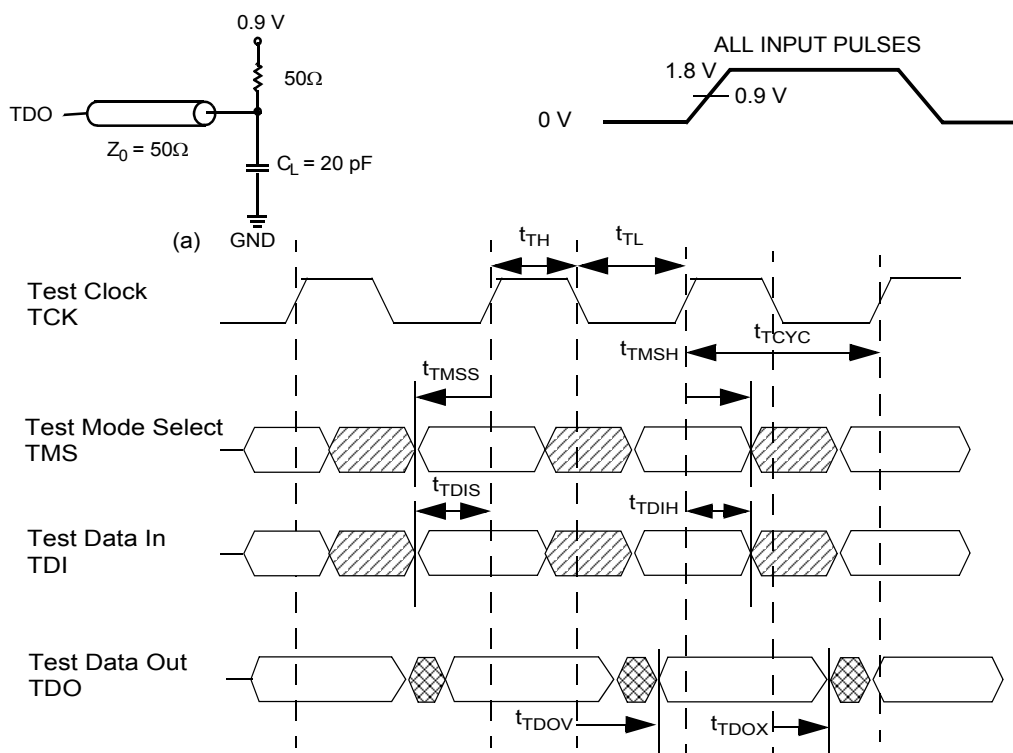 0.9 V
50Ω
TDO
Z0 = 50Ω
CL = 20 pF
(a)
GND
ALL INPUT PULSES
1.8 V
0.9 V
0 V
tTH
tTL
Test Clock
TCK
tTCYC
tTMSH
tTMSS
Test Mode Select
TMS
tTDIS
tTDIH
Test Data In
TDI
Test Data Out
TDO
tTDOV
tTDOX